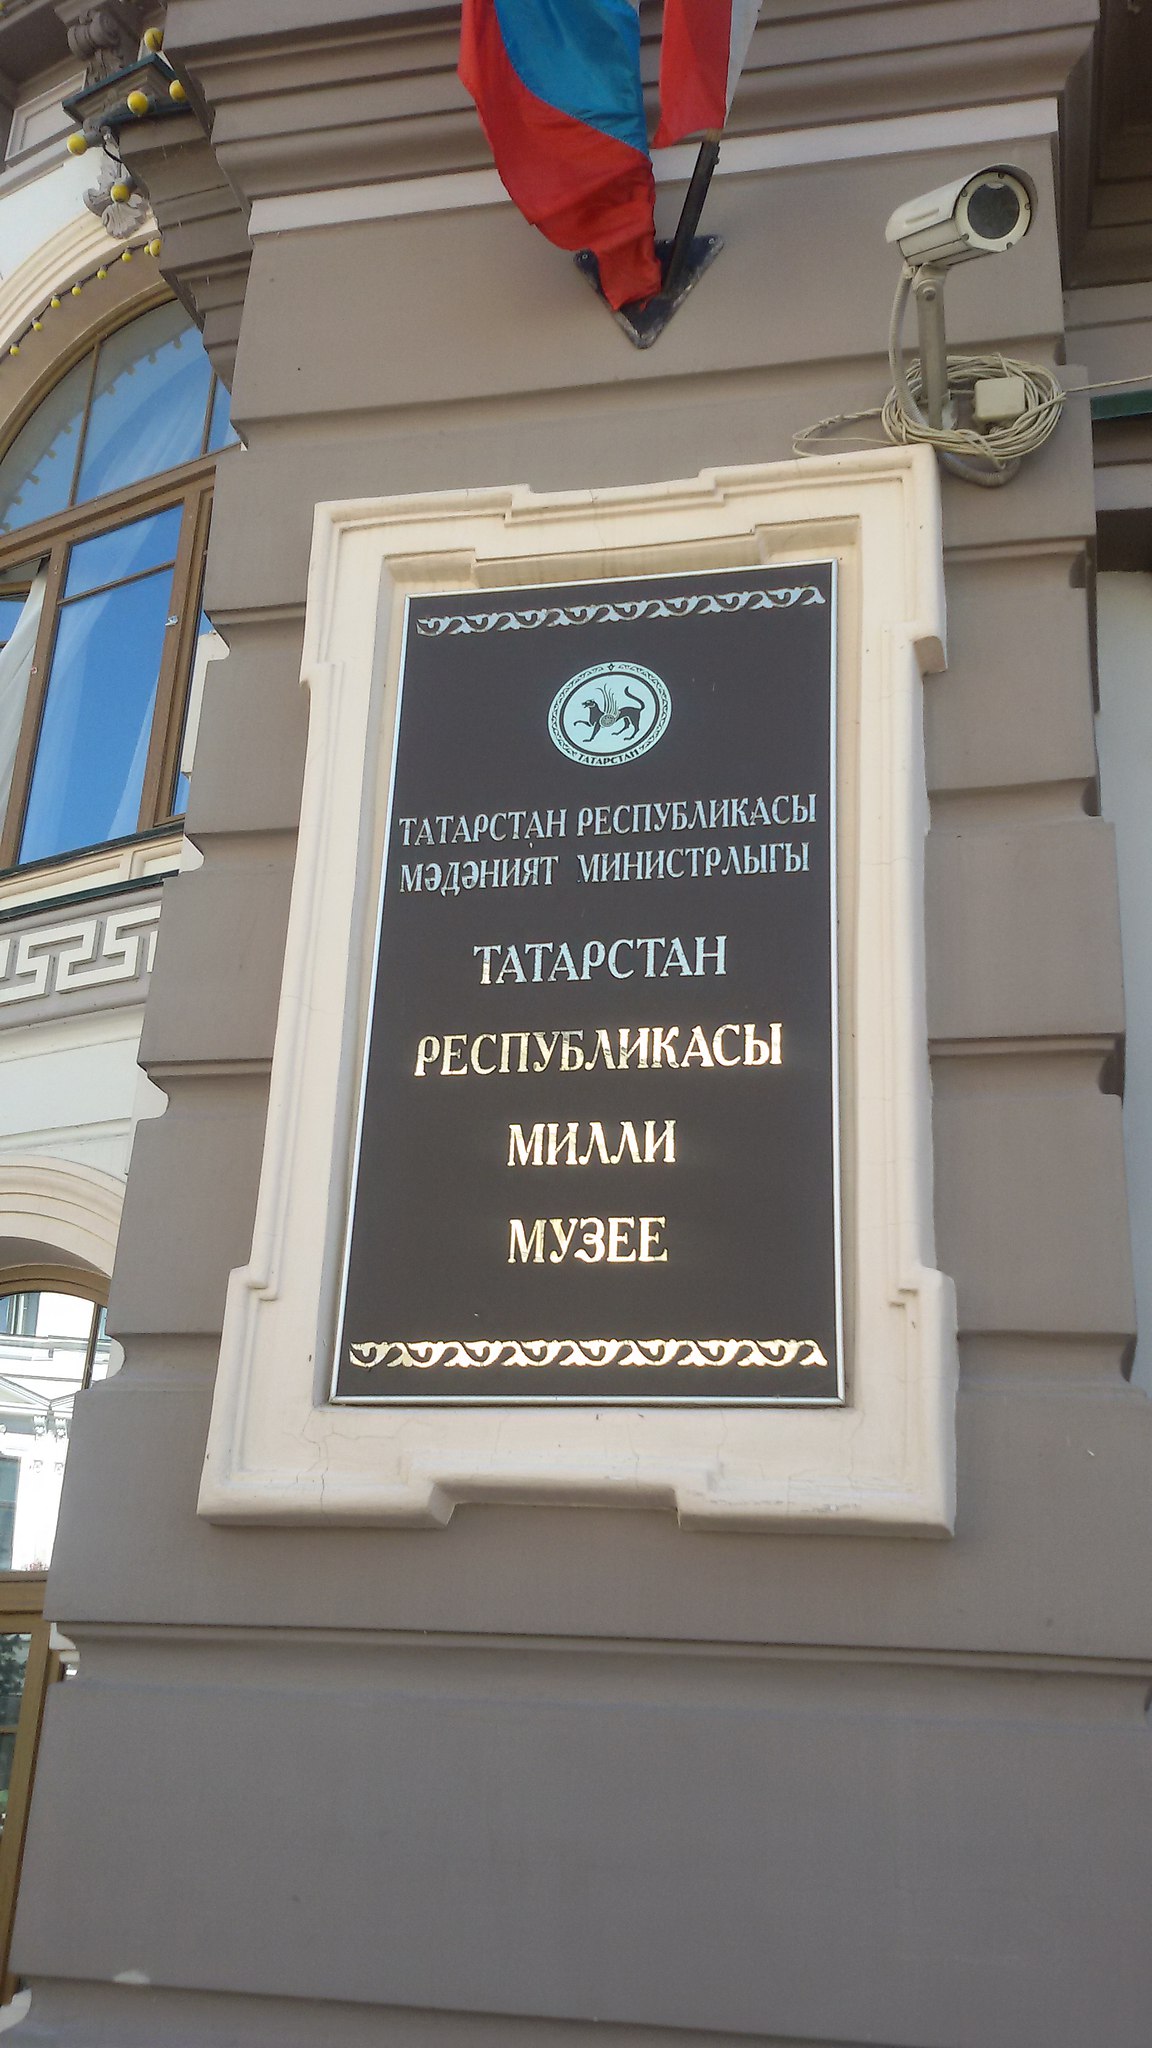 ТАТАРСТАН
ТАТАРСТАН РЕСПУБЛИКАСЫ
МӘДӘНИЯТ МИНИСТРЛЫГЫ
ТАТАРСТАН
РЕСПУБЛИКАСЫ
МИЛЛИ
МУЗЕЕ